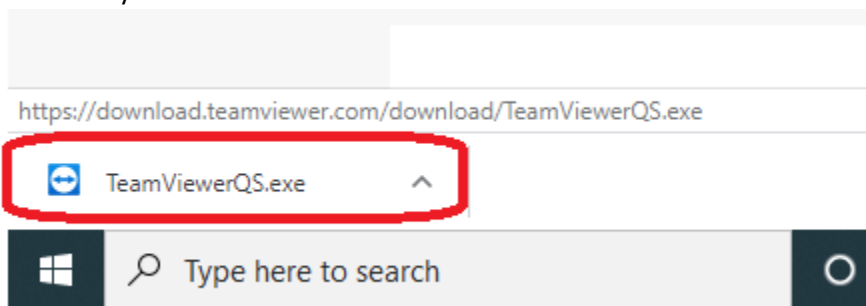 https://download.teamviewer.com/download/TeamViewerQS.exe
TeamViewerQS.exe
Type here to search